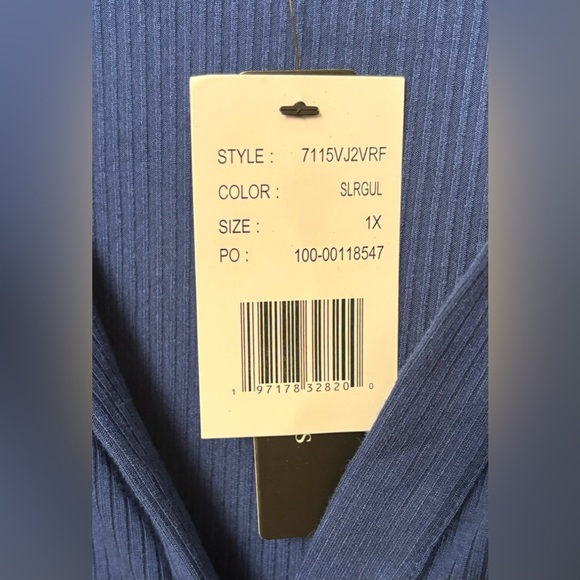 STYLE : 7115VJ2VRF
COLOR : SLRGUL
SIZE : 1X
PO : 100-00118547
1 97178 32820 0
S